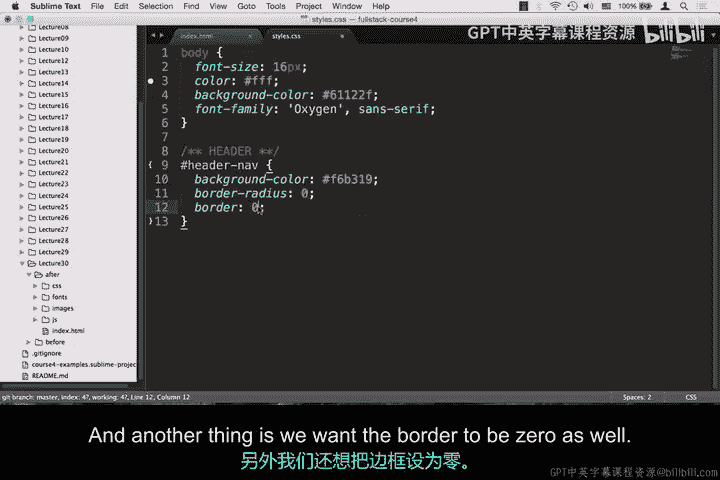 Sublime Text File Edit Selection Find View Goto Tools Project Window Help 100%
styles.css — fullstack-course4
GPT中英字幕课程资源 bilibili
Lecture08
Lecture09
Lecture10
Lecture12
Lecture13
Lecture14
Lecture15
Lecture16
Lecture17
Lecture18
Lecture19
Lecture20
Lecture21
Lecture22
Lecture23
Lecture24
Lecture25
Lecture26
Lecture27
Lecture28
Lecture29
Lecture30
after
css
fonts
images
js
index.html
before
.gitignore
course4-examples.sublime-projec
README.md
index.html styles.css
1 body {
2 font-size: 16px;
3 color: #fff;
4 background-color: #61122f;
5 font-family: 'Oxygen', sans-serif;
6 }
7
8 /** HEADER **/
9 #header-nav {
10 background-color: #f6b319;
11 border-radius: 0;
12 border: 0;
13 }
git branch: master, index: 4?, working: 4?, Line 12, Column 12 Spaces: 2 CSS
And another thing is we want the border to be zero as well.
另外我们还想把边框设为零。
GPT中英字幕课程资源@bilibili.com